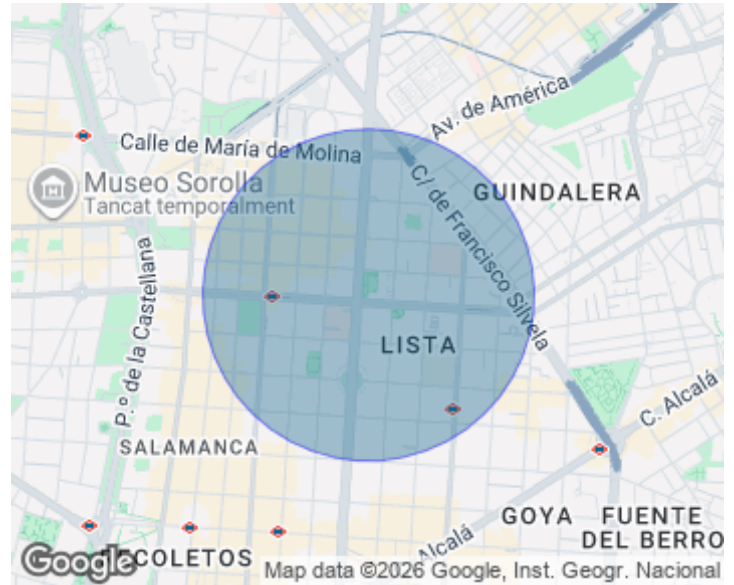 Av. de América
Calle de María de Molina
Museo Sorolla
Tancat temporalment
GUINDALERA
C/ de Francisco Silvela
P.º de la Castellana
LISTA
C. Alcalá
SALAMANCA
GOYA
FUENTE
DEL BERRO
Alcalá
Google
COLETOS
Map data ©2026 Google, Inst. Geogr. Nacional